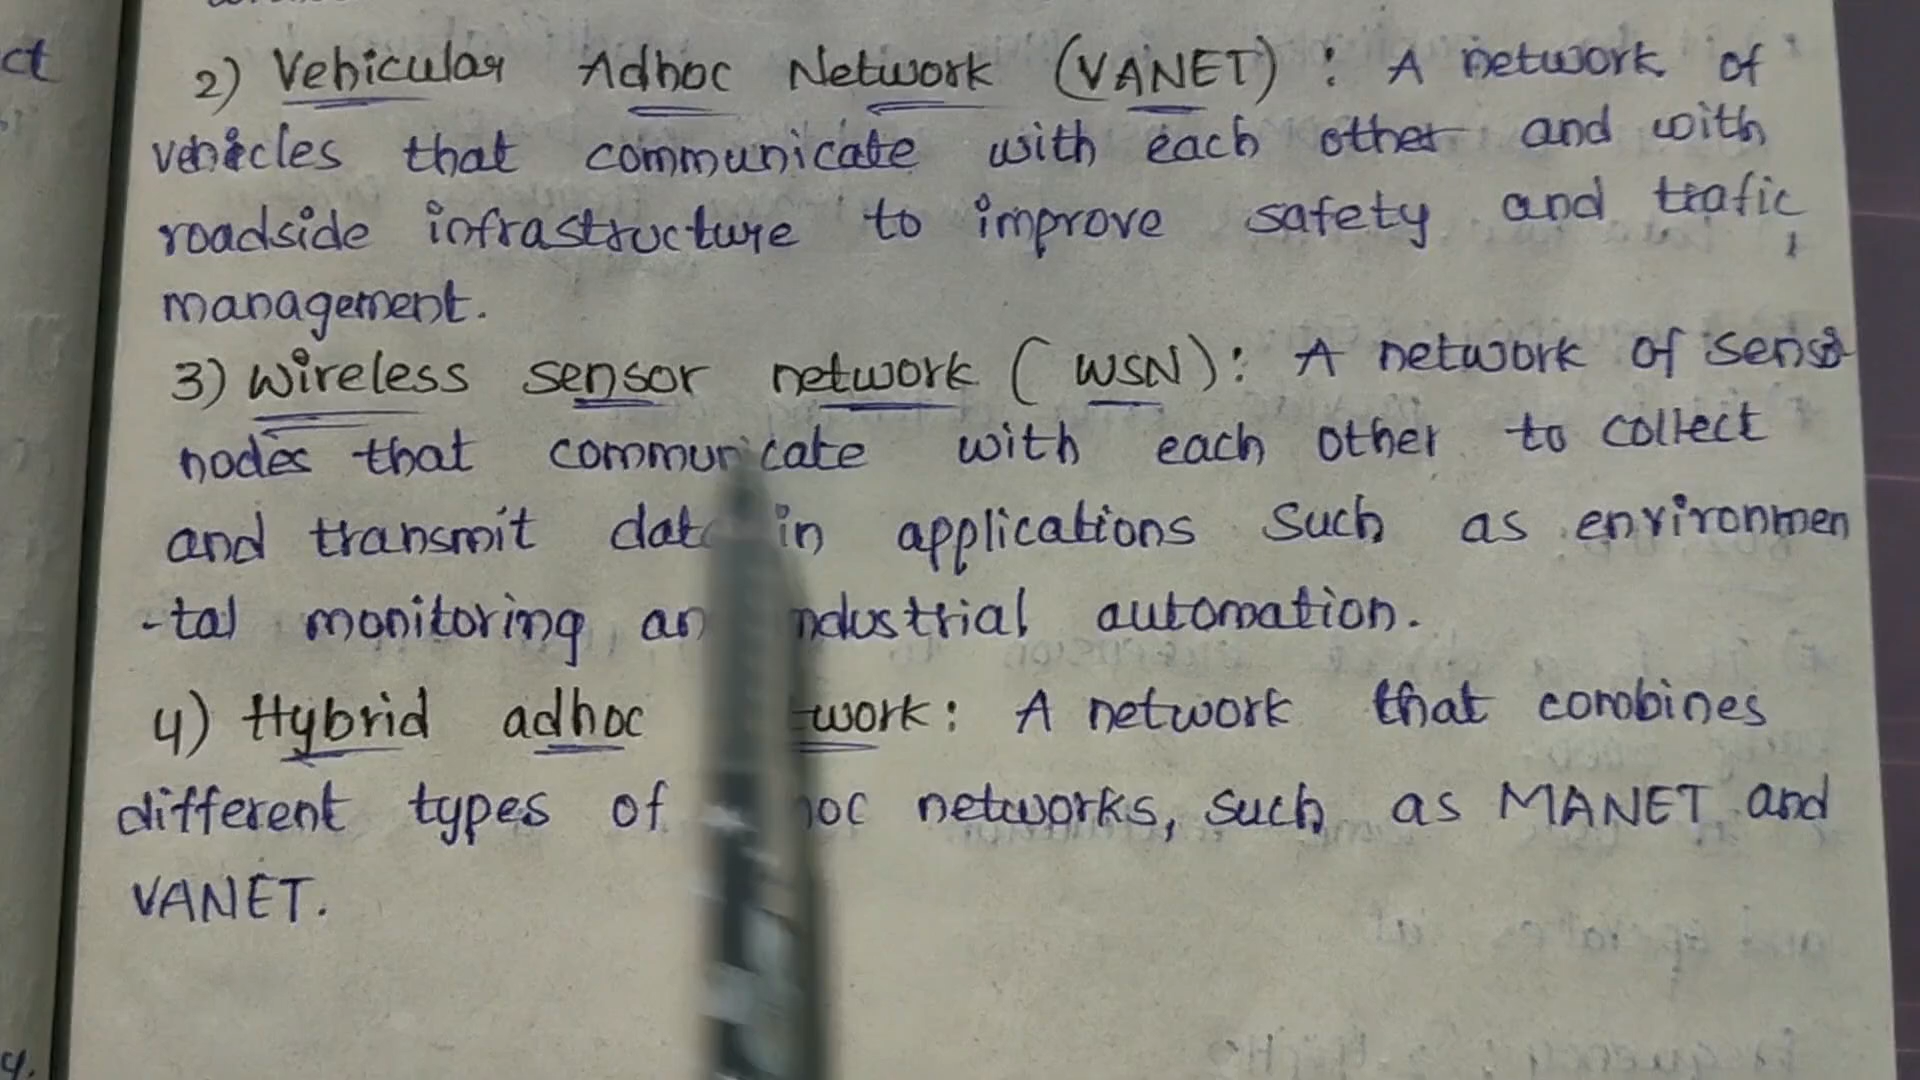 ct
2) Vehicular Adhoc Network (VANET) : A network of
vehicles that communicate with each other and with
roadside infrastructure to improve safety and trafic
management.
3) Wireless sensor network ( WSN): A network of
nodes that communicate with each other to collect
and transmit in applications such as environmen
-tal monitoring automation.
4) Hybrid adhoc : A network that combines
different types of networks, such as MANET and
VANET.